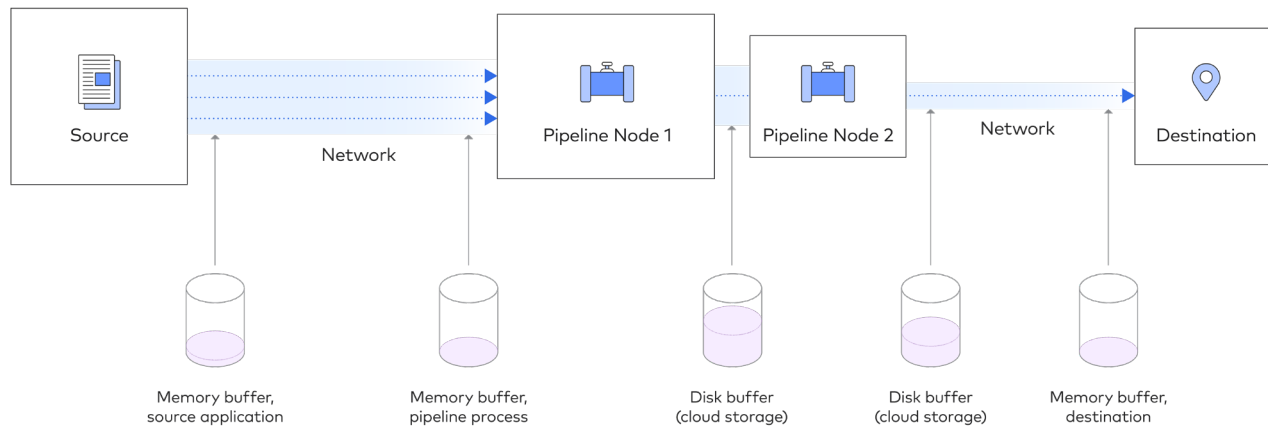 Source
Network
Pipeline Node 1
Pipeline Node 2
Network
Destination
Memory buffer,
source application
Memory buffer,
pipeline process
Disk buffer
(cloud storage)
Disk buffer
(cloud storage)
Memory buffer,
destination